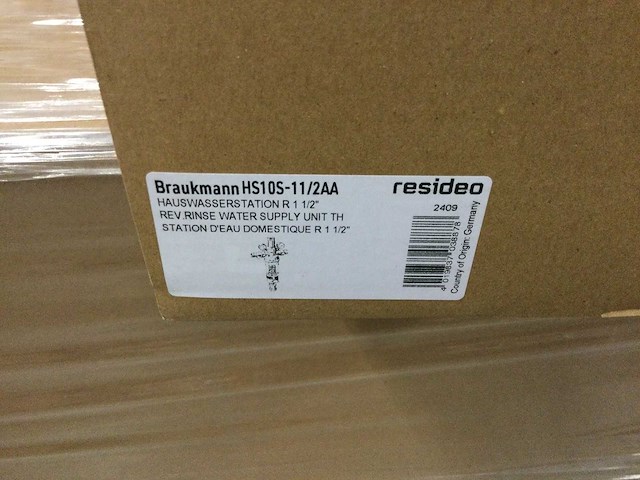 Braukmann HS10S-11/2AA
HAUSWASSERSTATION R 1 1/2"
REV.RINSE WATER SUPPLY UNIT TH
STATION D'EAU DOMESTIQUE R 1 1/2"
resideo
2409
Country of Origin: Germany